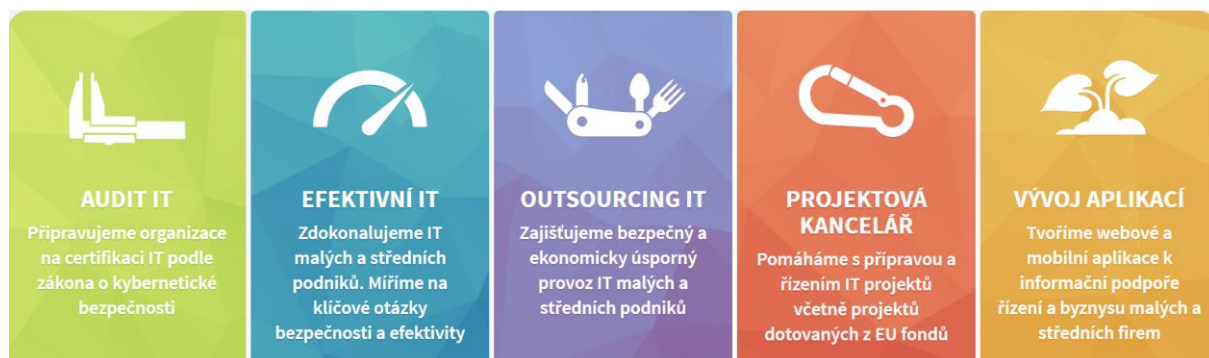 AUDIT IT
Připravujeme organizace
na certifikaci IT podle
zákona o kybernetické
bezpečnosti
EFEKTIVNÍ IT
Zdokonalujeme IT
malých a středních
podniků. Míříme na
klíčové otázky
bezpečnosti a efektivity
OUTSOURCING IT
Zajišťujeme bezpečný a
ekonomicky úsporný
provoz IT malých a
středních podniků
PROJEKTOVÁ
KANCELÁŘ
Pomáháme s přípravou a
řízením IT projektů
včetně projektů
dotovaných z EU fondů
VÝVOJ APLIKACÍ
Tvoříme webové a
mobilní aplikace k
informační podpoře
řízení a byznysu malých a
středních firem